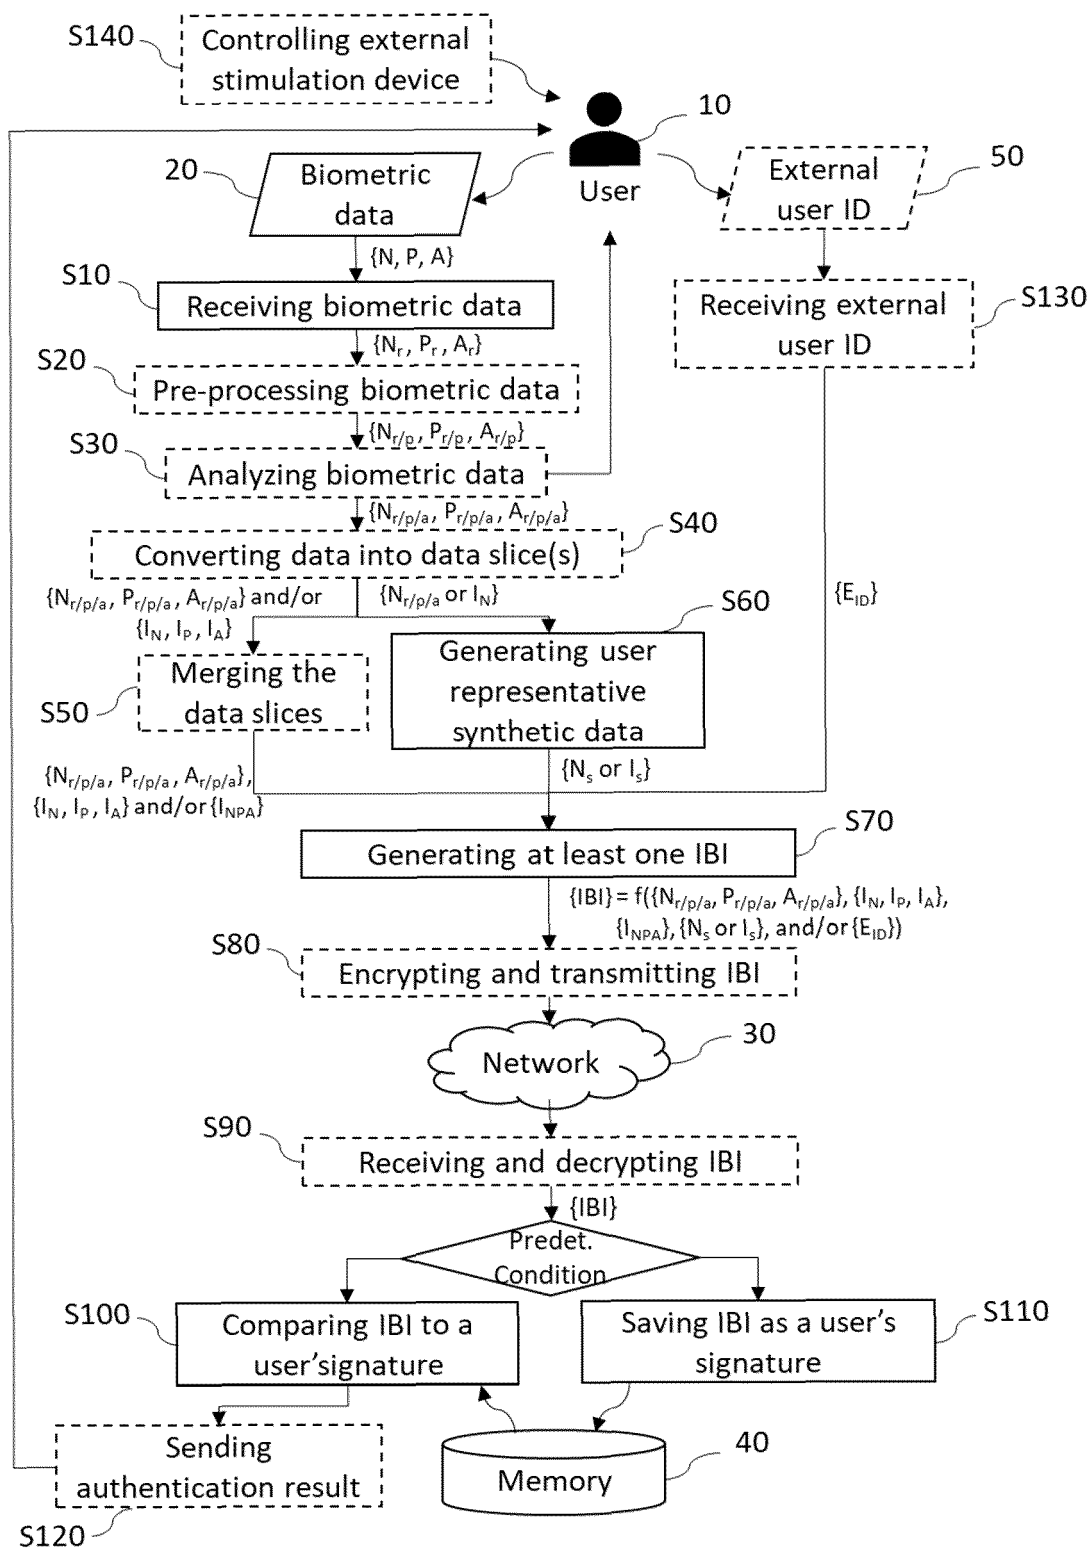 S140
Controlling external
stimulation device
10
User
20
Biometric
data
50
External
user ID
{N, P, A}
S10
Receiving biometric data
S130
Receiving external
user ID
{Nr, Pr, Ar}
S20
Pre-processing biometric data
{Nr/p, Pr/p, Ar/p}
S30
Analyzing biometric data
{Nr/p/a, Pr/p/a, Ar/p/a}
S40
Converting data into data slice(s)
{Nr/p/a, Pr/p/a, Ar/p/a} and/or
{IN, IP, IA}
{Nr/p/a or IN}
{EID}
S60
Generating user
representative
synthetic data
S50
Merging the
data slices
{Nr/p/a, Pr/p/a, Ar/p/a},
{IN, IP, IA} and/or {INPA}
{Ns or Is}
S70
Generating at least one IBI
{IBI} = f({Nr/p/a, Pr/p/a, Ar/p/a}, {IN, IP, IA},
{INPA}, {Ns or Is}, and/or {EID})
S80
Encrypting and transmitting IBI
30
Network
S90
Receiving and decrypting IBI
{IBI}
Predet.
Condition
S100
Comparing IBI to a
user'signature
S110
Saving IBI as a user's
signature
Sending
authentication result
S120
40
Memory